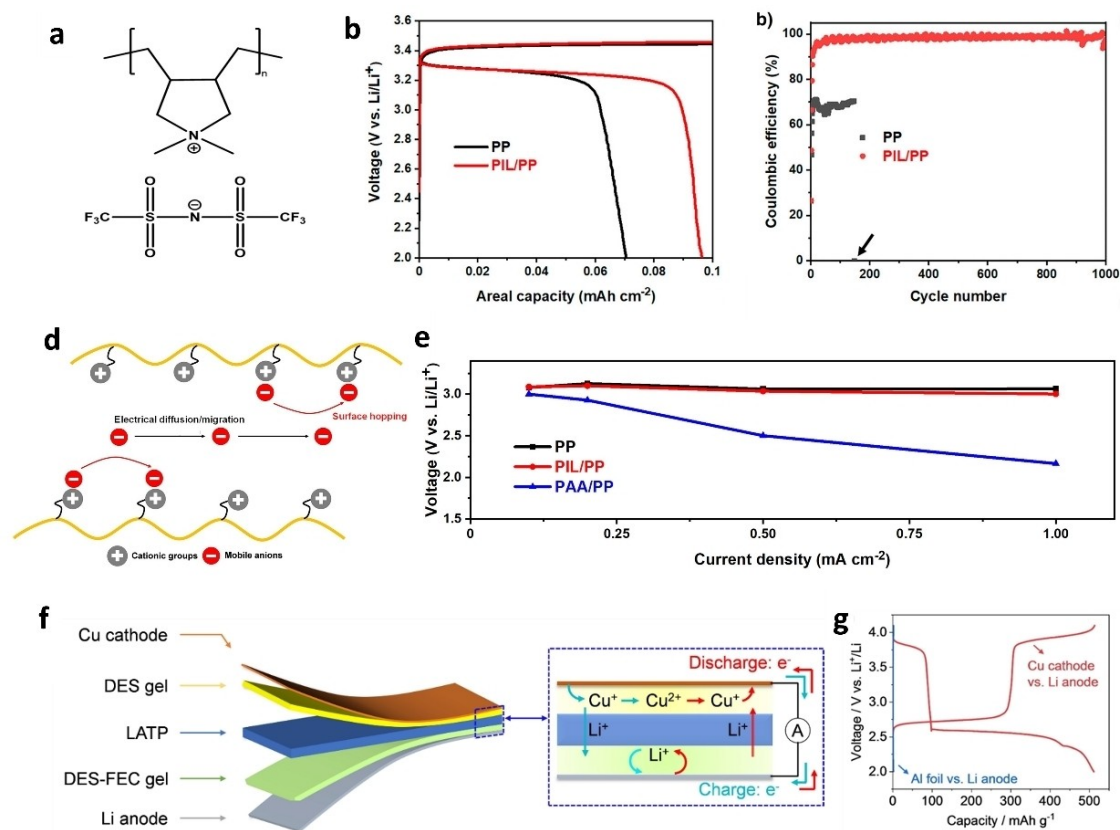 a
n
N
⊕
O
O
⊖
F₃C
S
N
S
CF₃
O
O
b
3.6
3.4
3.2
3.0
2.8
2.6
2.4
2.2
2.0
0.00
0.02
0.04
0.06
0.08
0.1
Voltage (V vs. Li/Li⁺)
Areal capacity (mAh cm⁻²)
PP
PIL/PP
b)
100
80
60
40
20
0
0
200
400
600
800
1000
Coulombic efficiency (%)
Cycle number
PP
PIL/PP
d
Surface hopping
Electrical diffusion/migration
Cationic groups
Mobile anions
e
3.0
2.5
2.0
1.5
0.25
0.50
0.75
1.00
Voltage (V vs. Li/Li⁺)
Current density (mA cm⁻²)
PP
PIL/PP
PAA/PP
f
Cu cathode
DES gel
LATP
DES-FEC gel
Li anode
Discharge: e⁻
Cu⁺
Cu²⁺
Cu⁺
Li⁺
Li⁺
Li⁺
A
Charge: e⁻
g
4.0
3.5
3.0
2.5
2.0
0
100
200
300
400
500
Voltage / V vs. Li⁺/Li
Capacity / mAh g⁻¹
Cu cathode
vs. Li anode
Al foil vs. Li anode